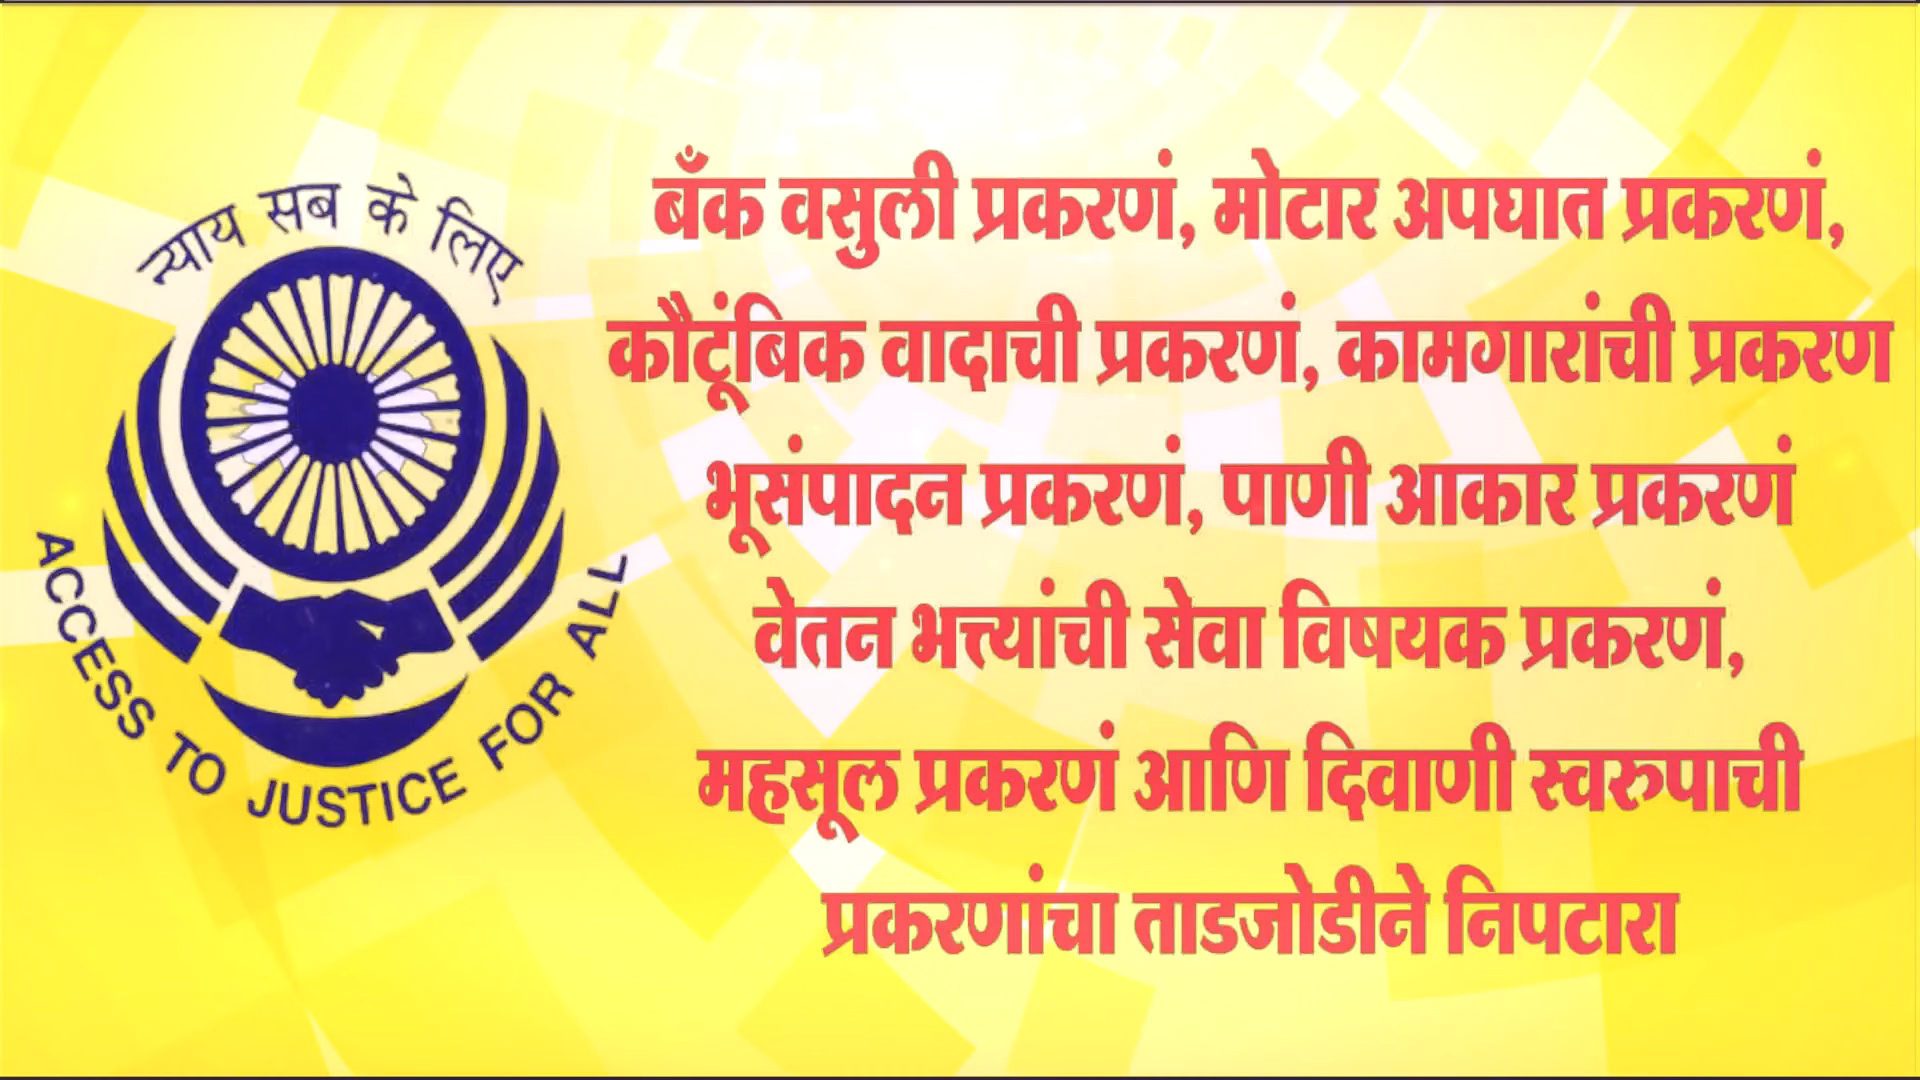 न्याय सब के लिए
ACCESS TO JUSTICE FOR ALL
बँक वसुली प्रकरणं, मोटार अपघात प्रकरणं,
कौटूंबिक वादाची प्रकरणं, कामगारांची प्रकरण
भूसंपादन प्रकरणं, पाणी आकार प्रकरणं
वेतन भत्त्यांची सेवा विषयक प्रकरणं,
महसूल प्रकरणं आणि दिवाणी स्वरुपाची
प्रकरणांचा ताडजोडीने निपटारा